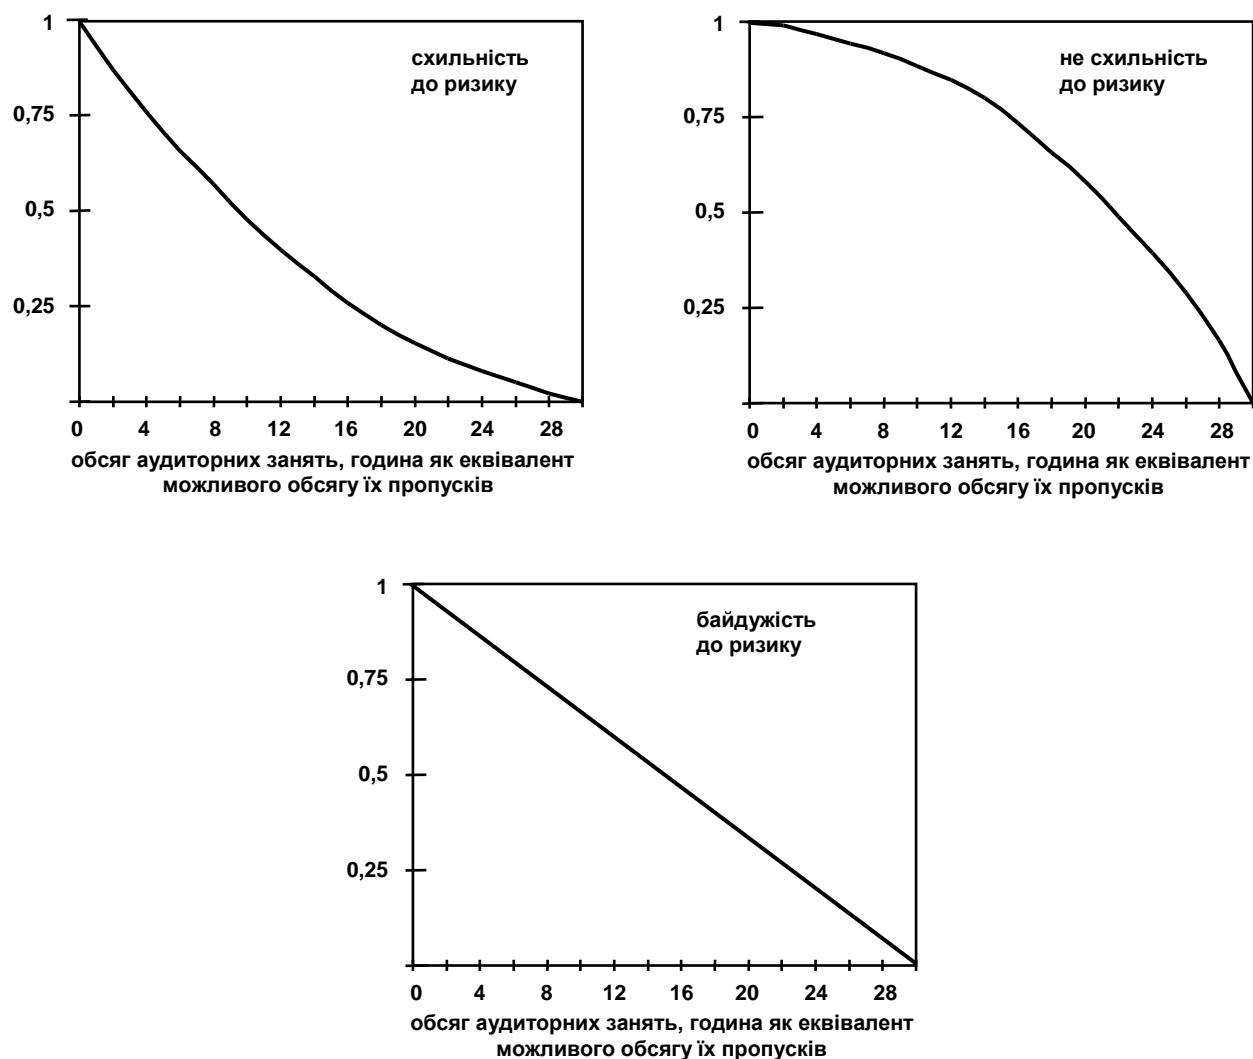 схильність
до ризику
1
0,75
0,5
0,25
0 4 8 12 16 20 24 28
обсяг аудиторних занять, година як еквівалент
можливого обсягу їх пропусків
не схильність
до ризику
1
0,75
0,5
0,25
0 4 8 12 16 20 24 28
обсяг аудиторних занять, година як еквівалент
можливого обсягу їх пропусків
байдужість
до ризику
1
0,75
0,5
0,25
0 4 8 12 16 20 24 28
обсяг аудиторних занять, година як еквівалент
можливого обсягу їх пропусків